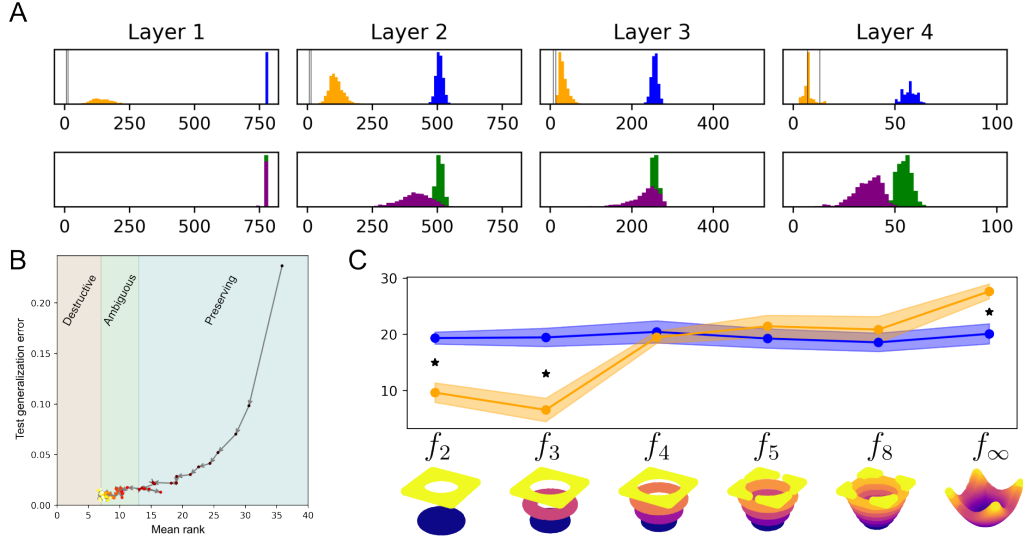 A
Layer 1
Layer 2
Layer 3
Layer 4
0 250 500 750
0 250 500 750
0 200 400
0 50 100
0 250 500 750
0 250 500 750
0 200 400
0 50 100
B
Destructive
Ambiguous
Preserving
Test generalization error
0.20
0.15
0.10
0.05
0.00
0 5 10 15 20 25 30 35 40
Mean rank
C
30
20
10
f₂ f₃ f₄ f₅ f₈ f∞